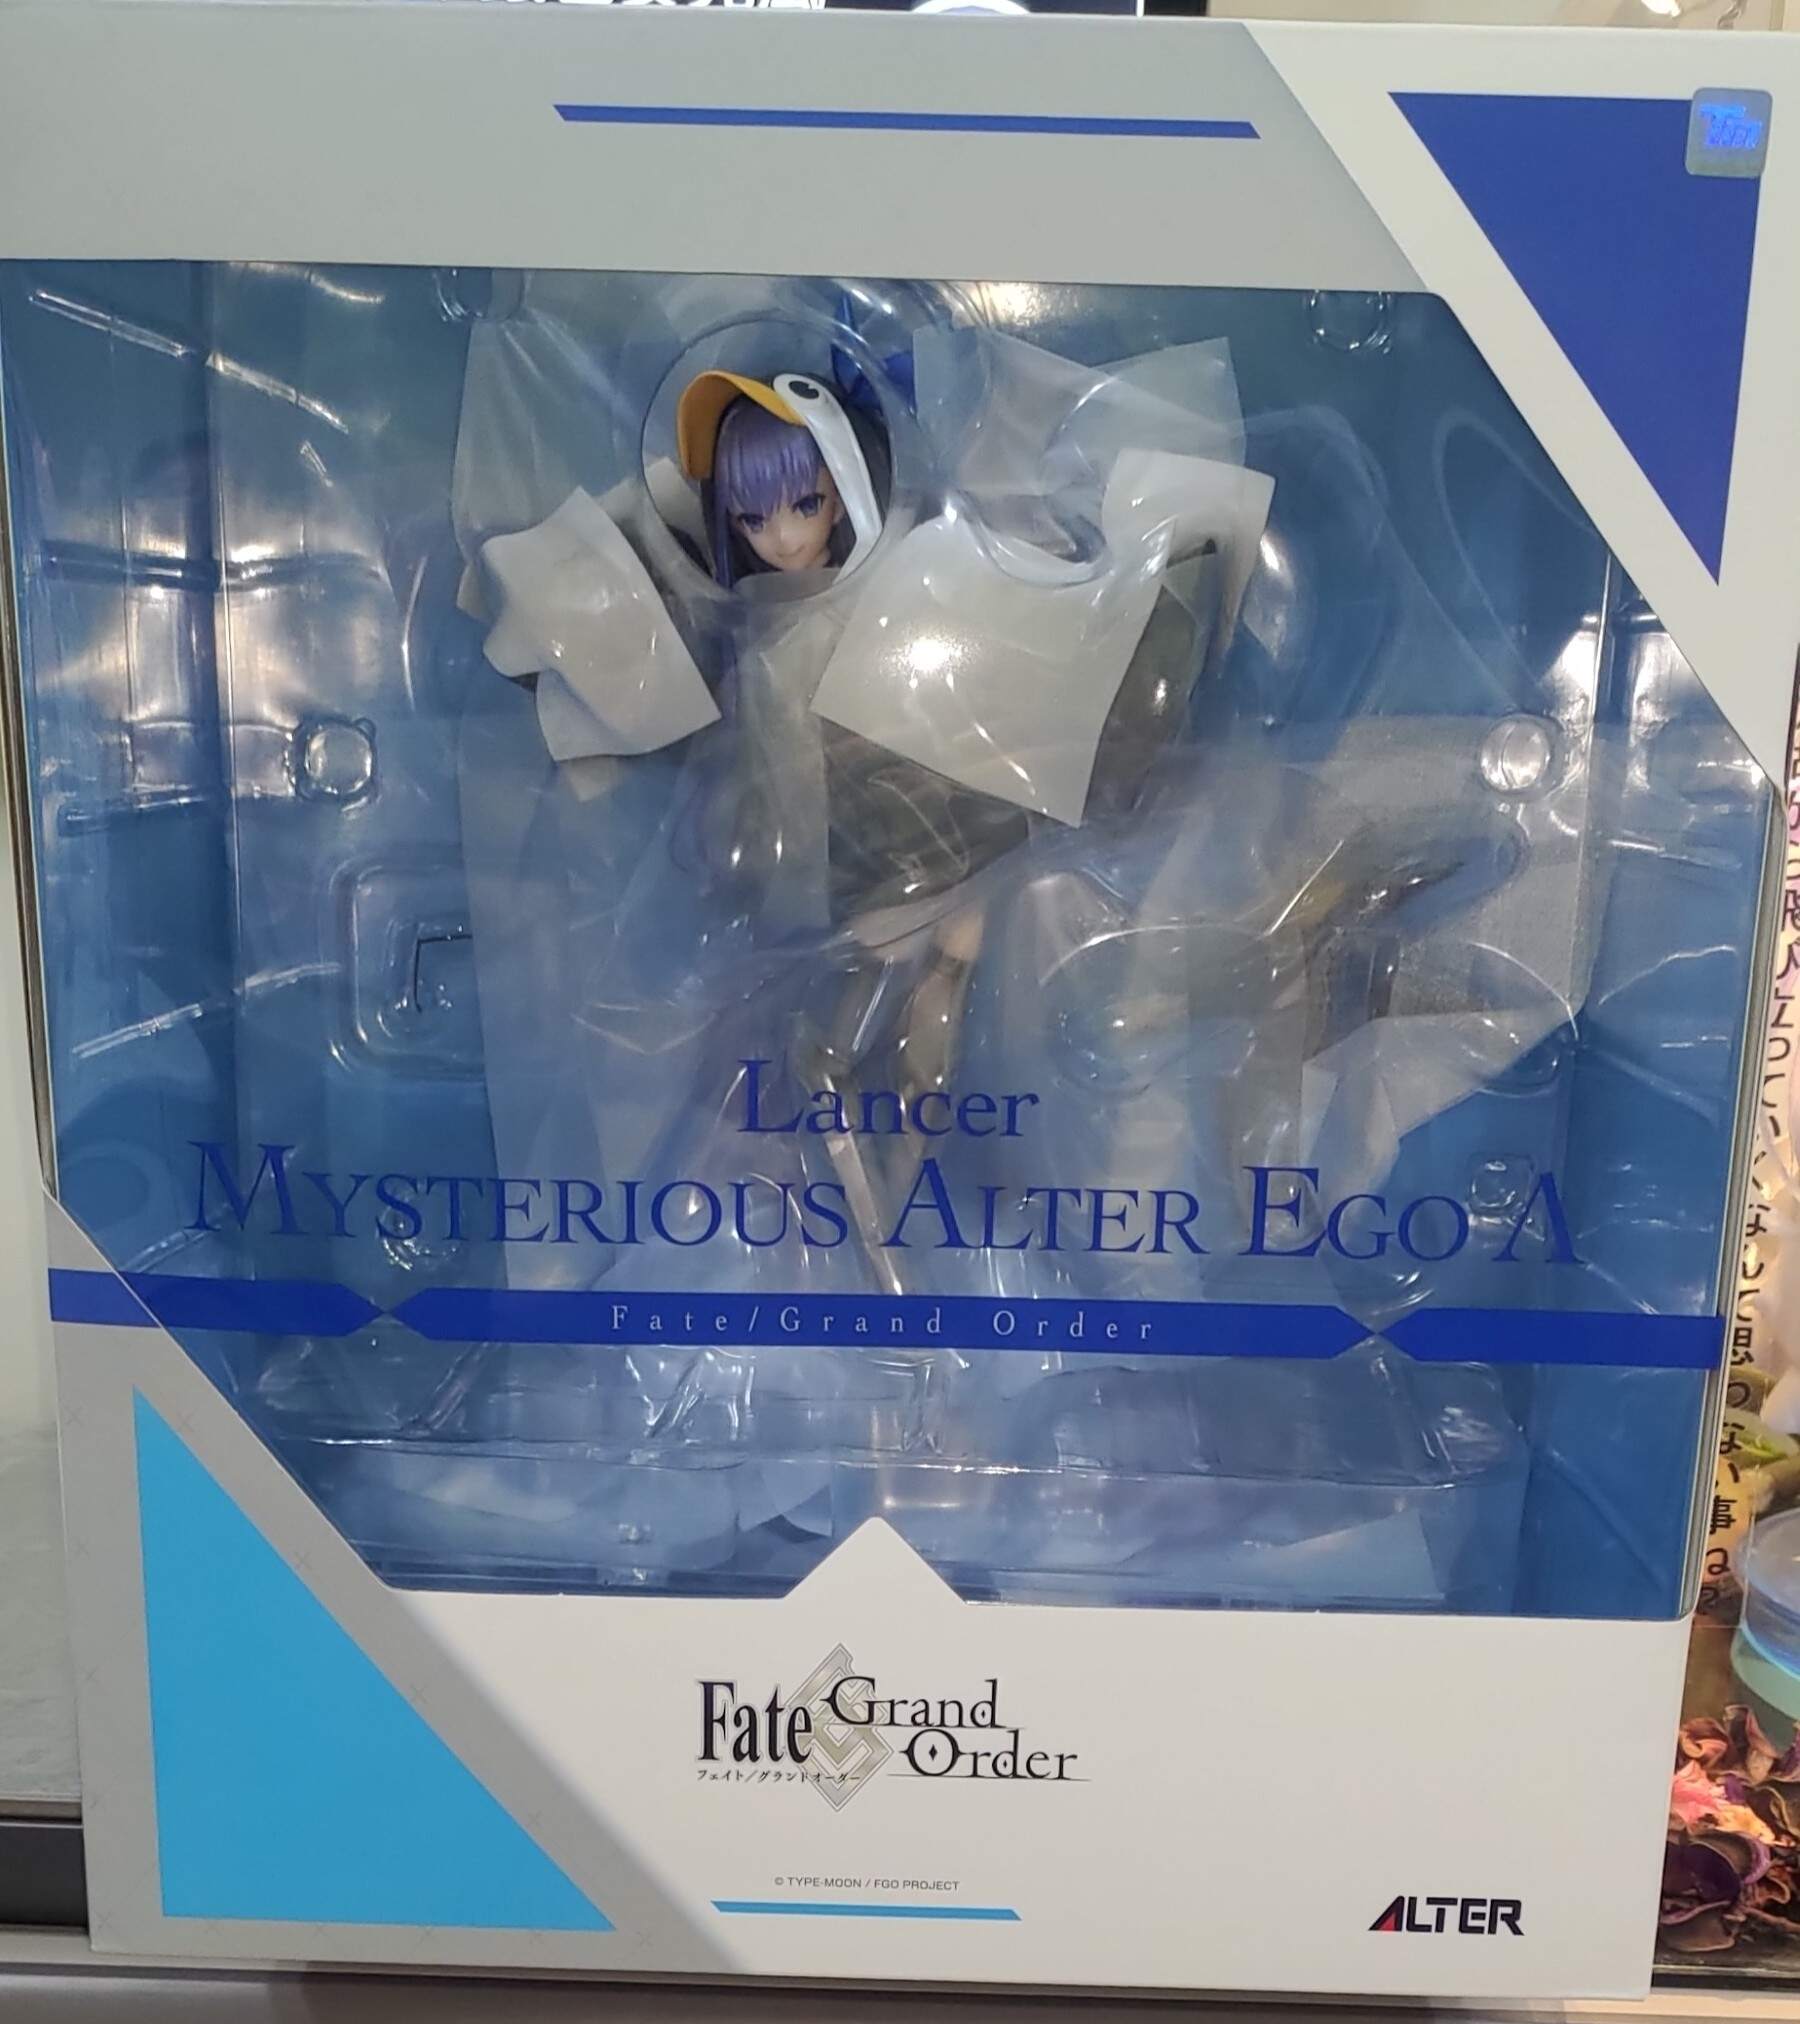 Lancer
MYSTERIOUS ALTER EGO Λ
Fate/Grand Order
Fate Grand Order
フェイト/グランドオーダー
© TYPE-MOON / FGO PROJECT
ALTER